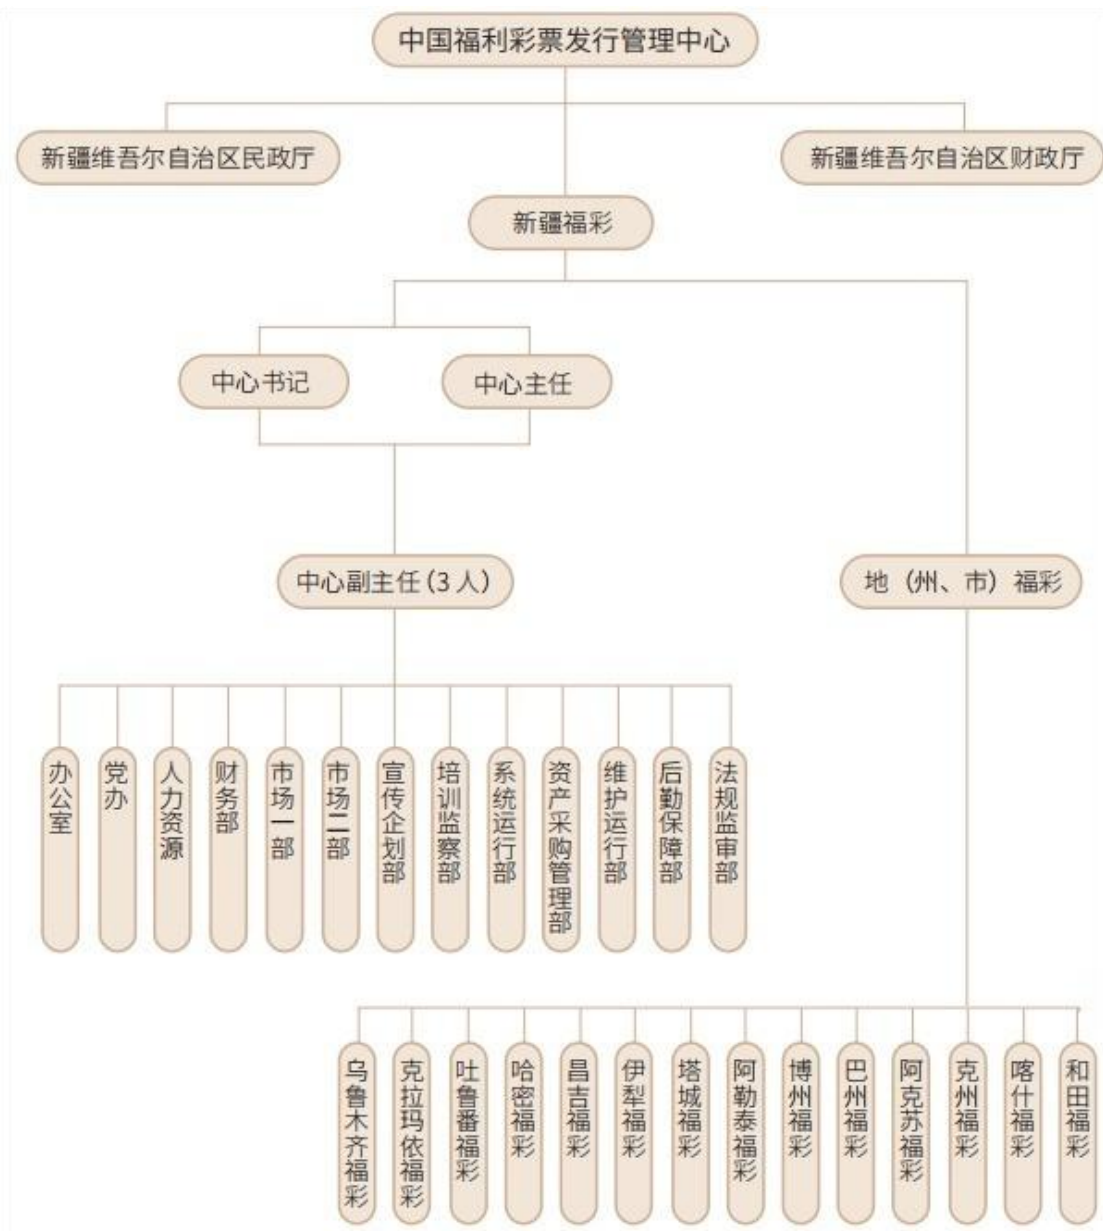 中国福利彩票发行管理中心
新疆维吾尔自治区民政厅
新疆维吾尔自治区财政厅
新疆福彩
中心书记
中心主任
中心副主任（3 人）
地（州、市）福彩
办公室
党办
人力资源
财务部
市场一部
市场二部
宣传企划部
培训监察部
系统运行部
资产采购管理部
维护运行部
后勤保障部
法规监审部
乌鲁木齐福彩
克拉玛依福彩
吐鲁番福彩
哈密福彩
昌吉福彩
伊犁福彩
塔城福彩
阿勒泰福彩
博州福彩
巴州福彩
阿克苏福彩
克州福彩
喀什福彩
和田福彩